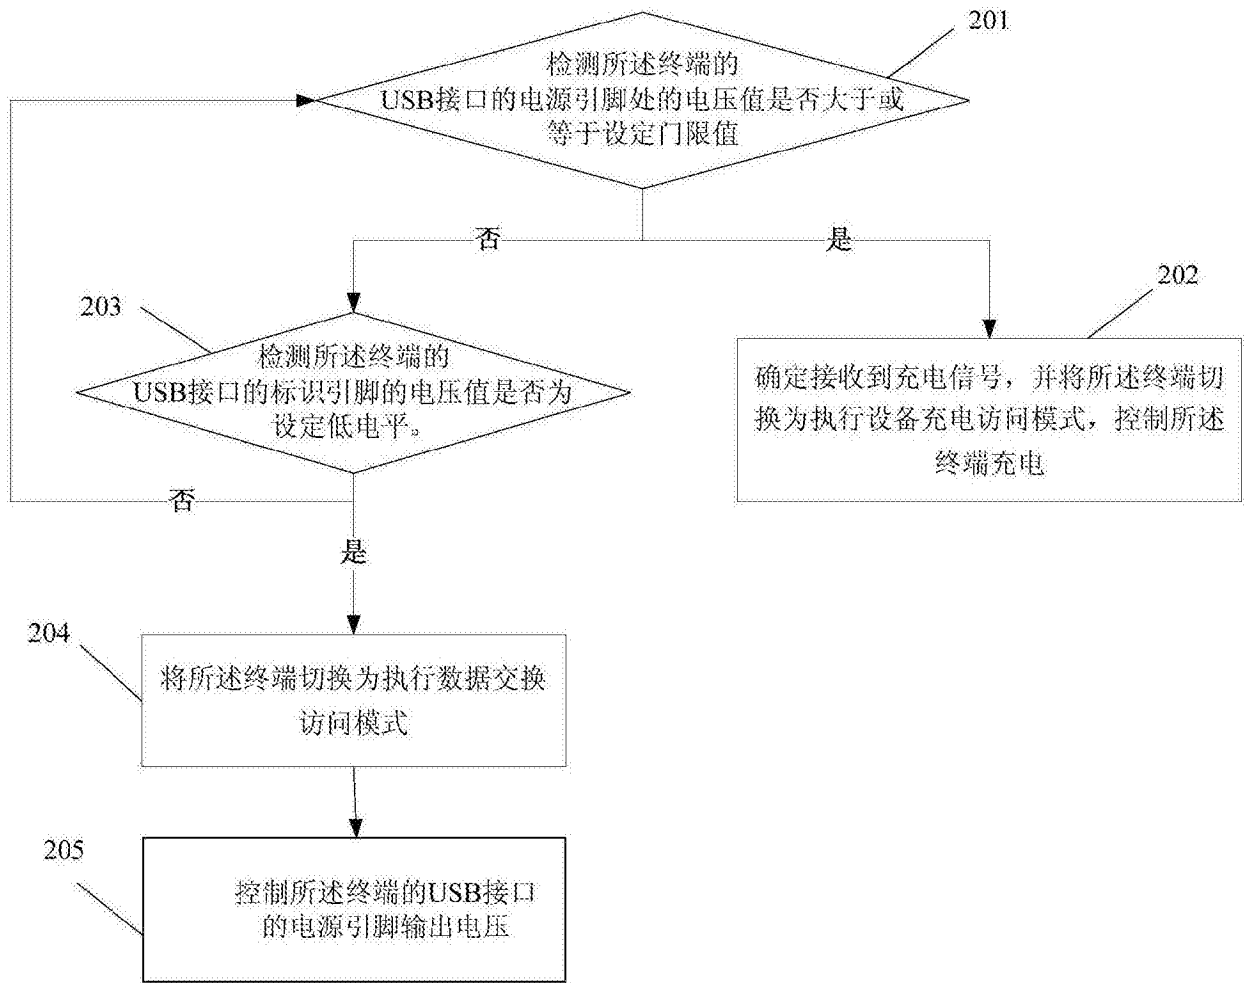 201
检测所述终端的
USB接口的电源引脚处的电压值是否大于或
等于设定门限值
否
是
203
202
检测所述终端的
USB接口的标识引脚的电压值是否为
设定低电平。
确定接收到充电信号，并将所述终端切
换为执行设备充电访问模式，控制所述
终端充电
否
是
204
将所述终端切换为执行数据交换
访问模式
205
控制所述终端的USB接口
的电源引脚输出电压